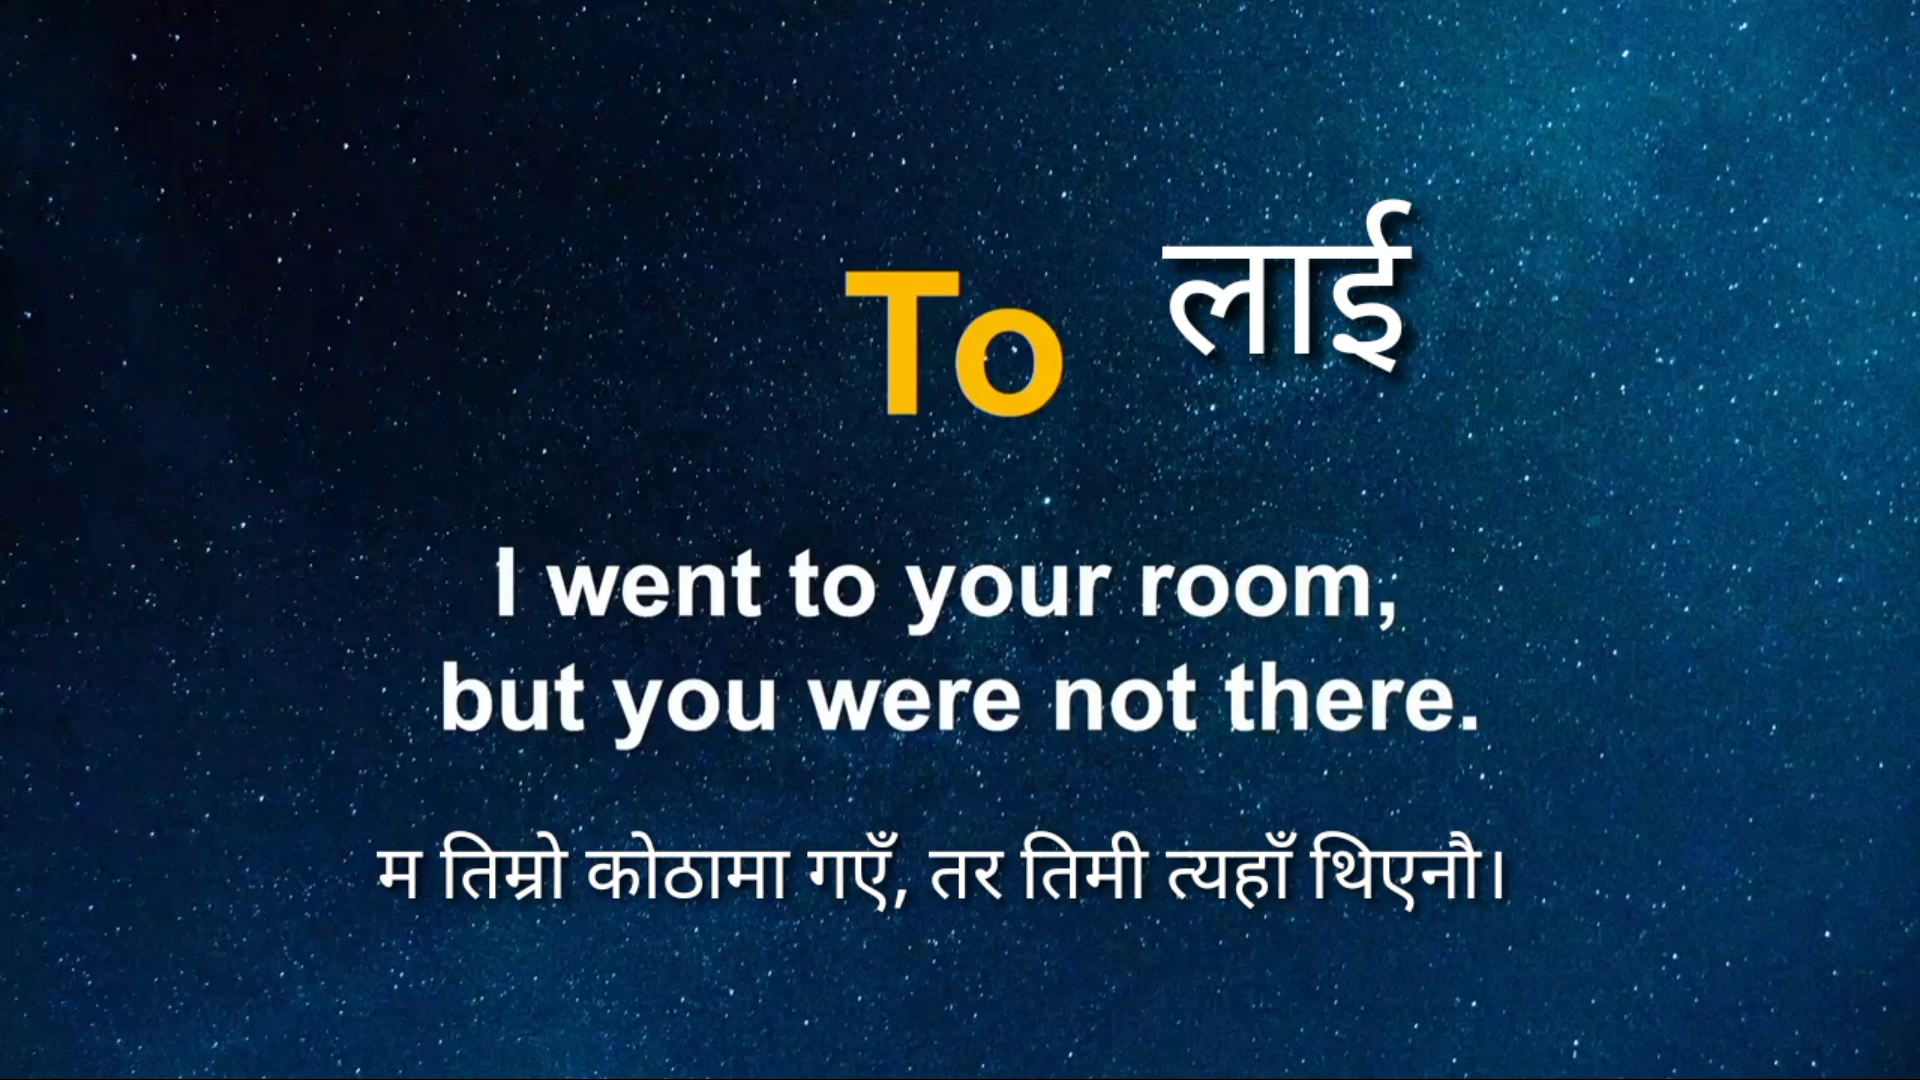 To लाई
I went to your room,
but you were not there.
म तिम्रो कोठामा गएँ, तर तिमी त्यहाँ थिएनौ।